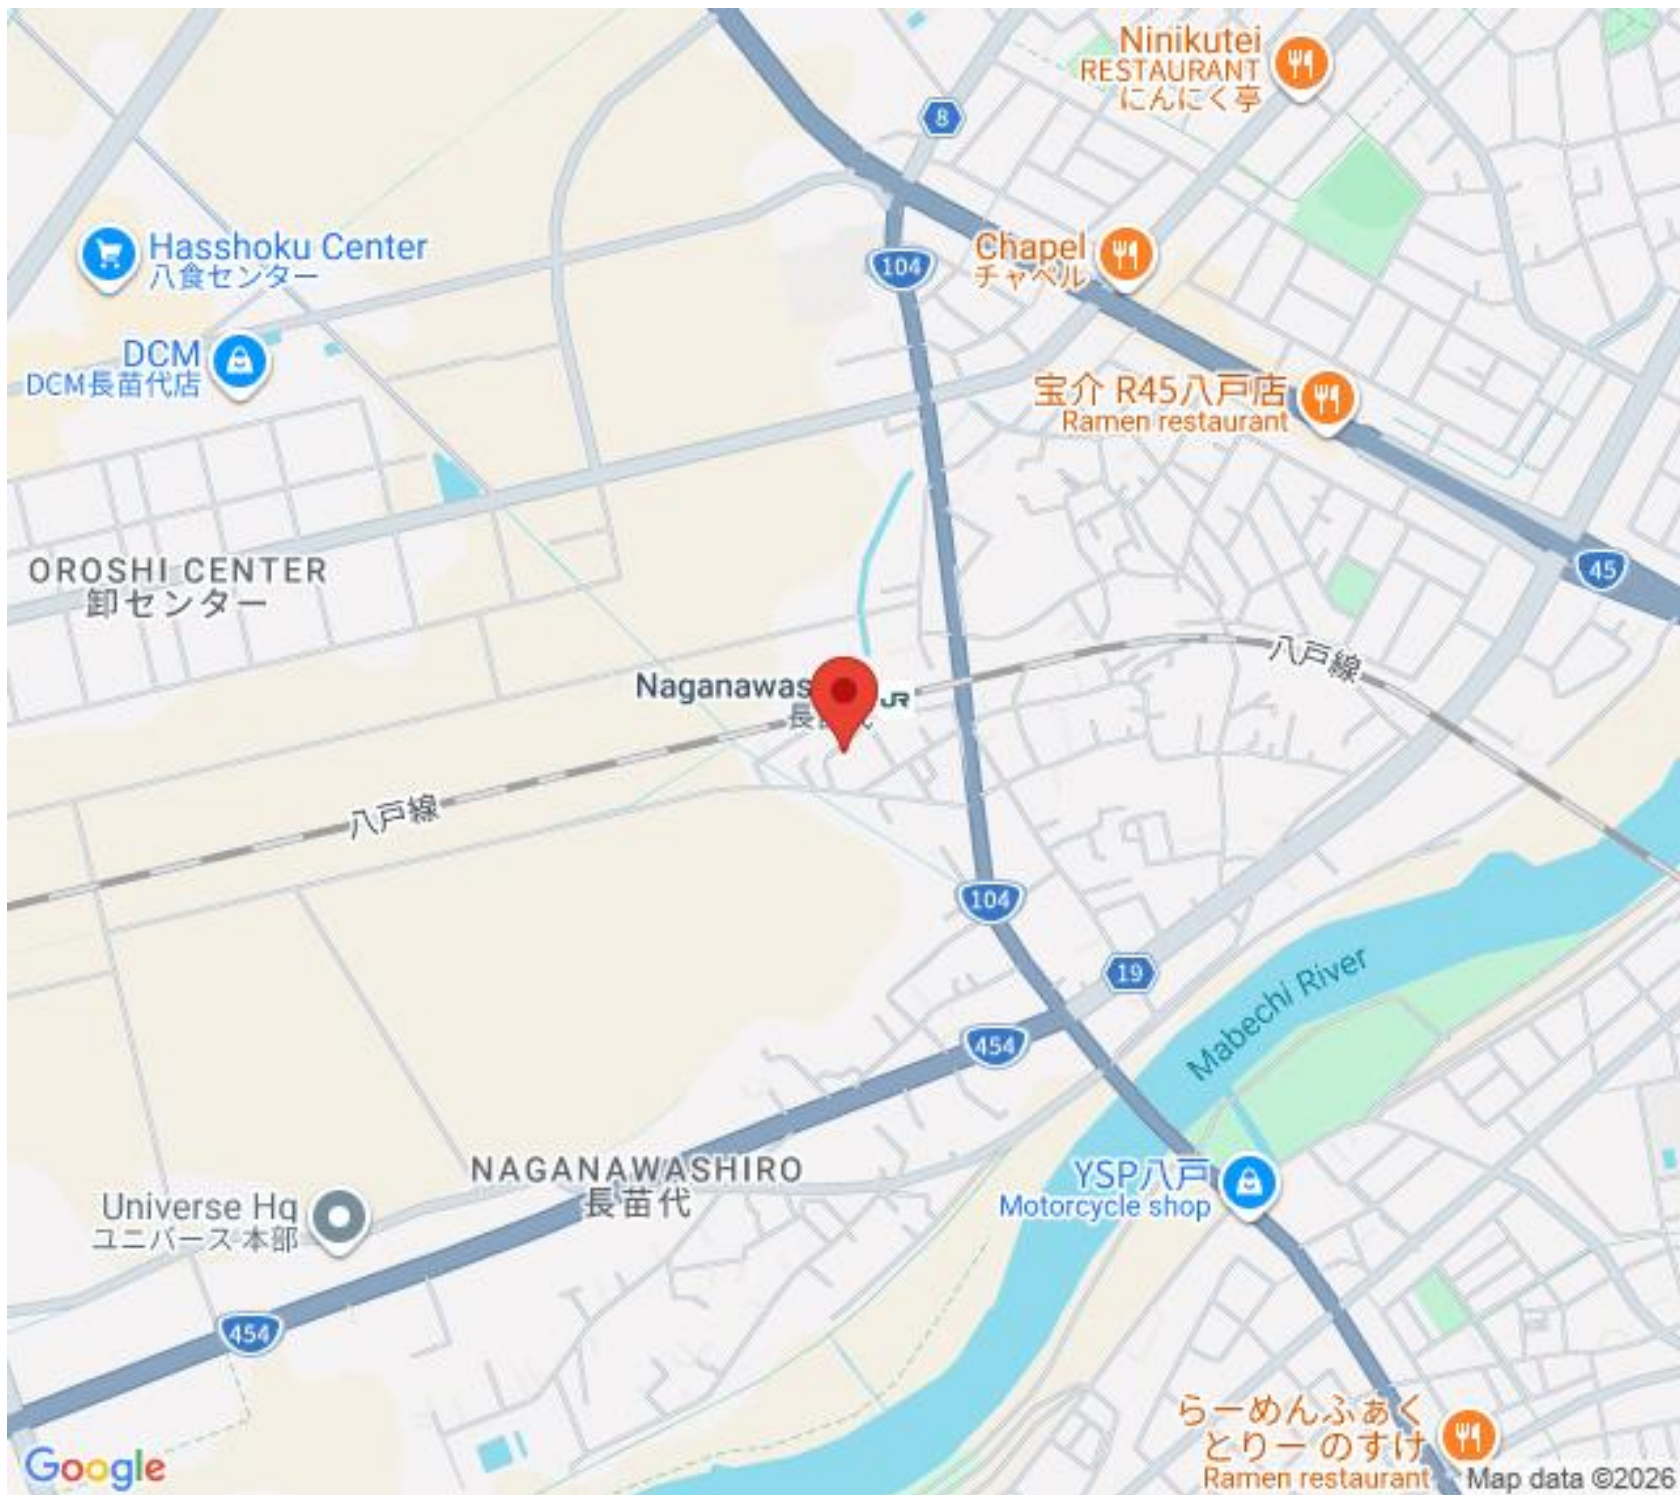 Ninikutei
RESTAURANT
にんにく亭
8
Hasshoku Center
八食センター
104
Chapel
チャペル
DCM
DCM長苗代店
宝介 R45八戸店
Ramen restaurant
45
OROSHI CENTER
卸センター
八戸線
JR
八戸線
104
19
Mabechi River
454
NAGANAWASHIRO
長苗代
YSP八戸
Motorcycle shop
Universe Hq
ユニバース 本部
454
らーめんふぁく
とりー のすけ
Ramen restaurant
Google
Map data ©2026